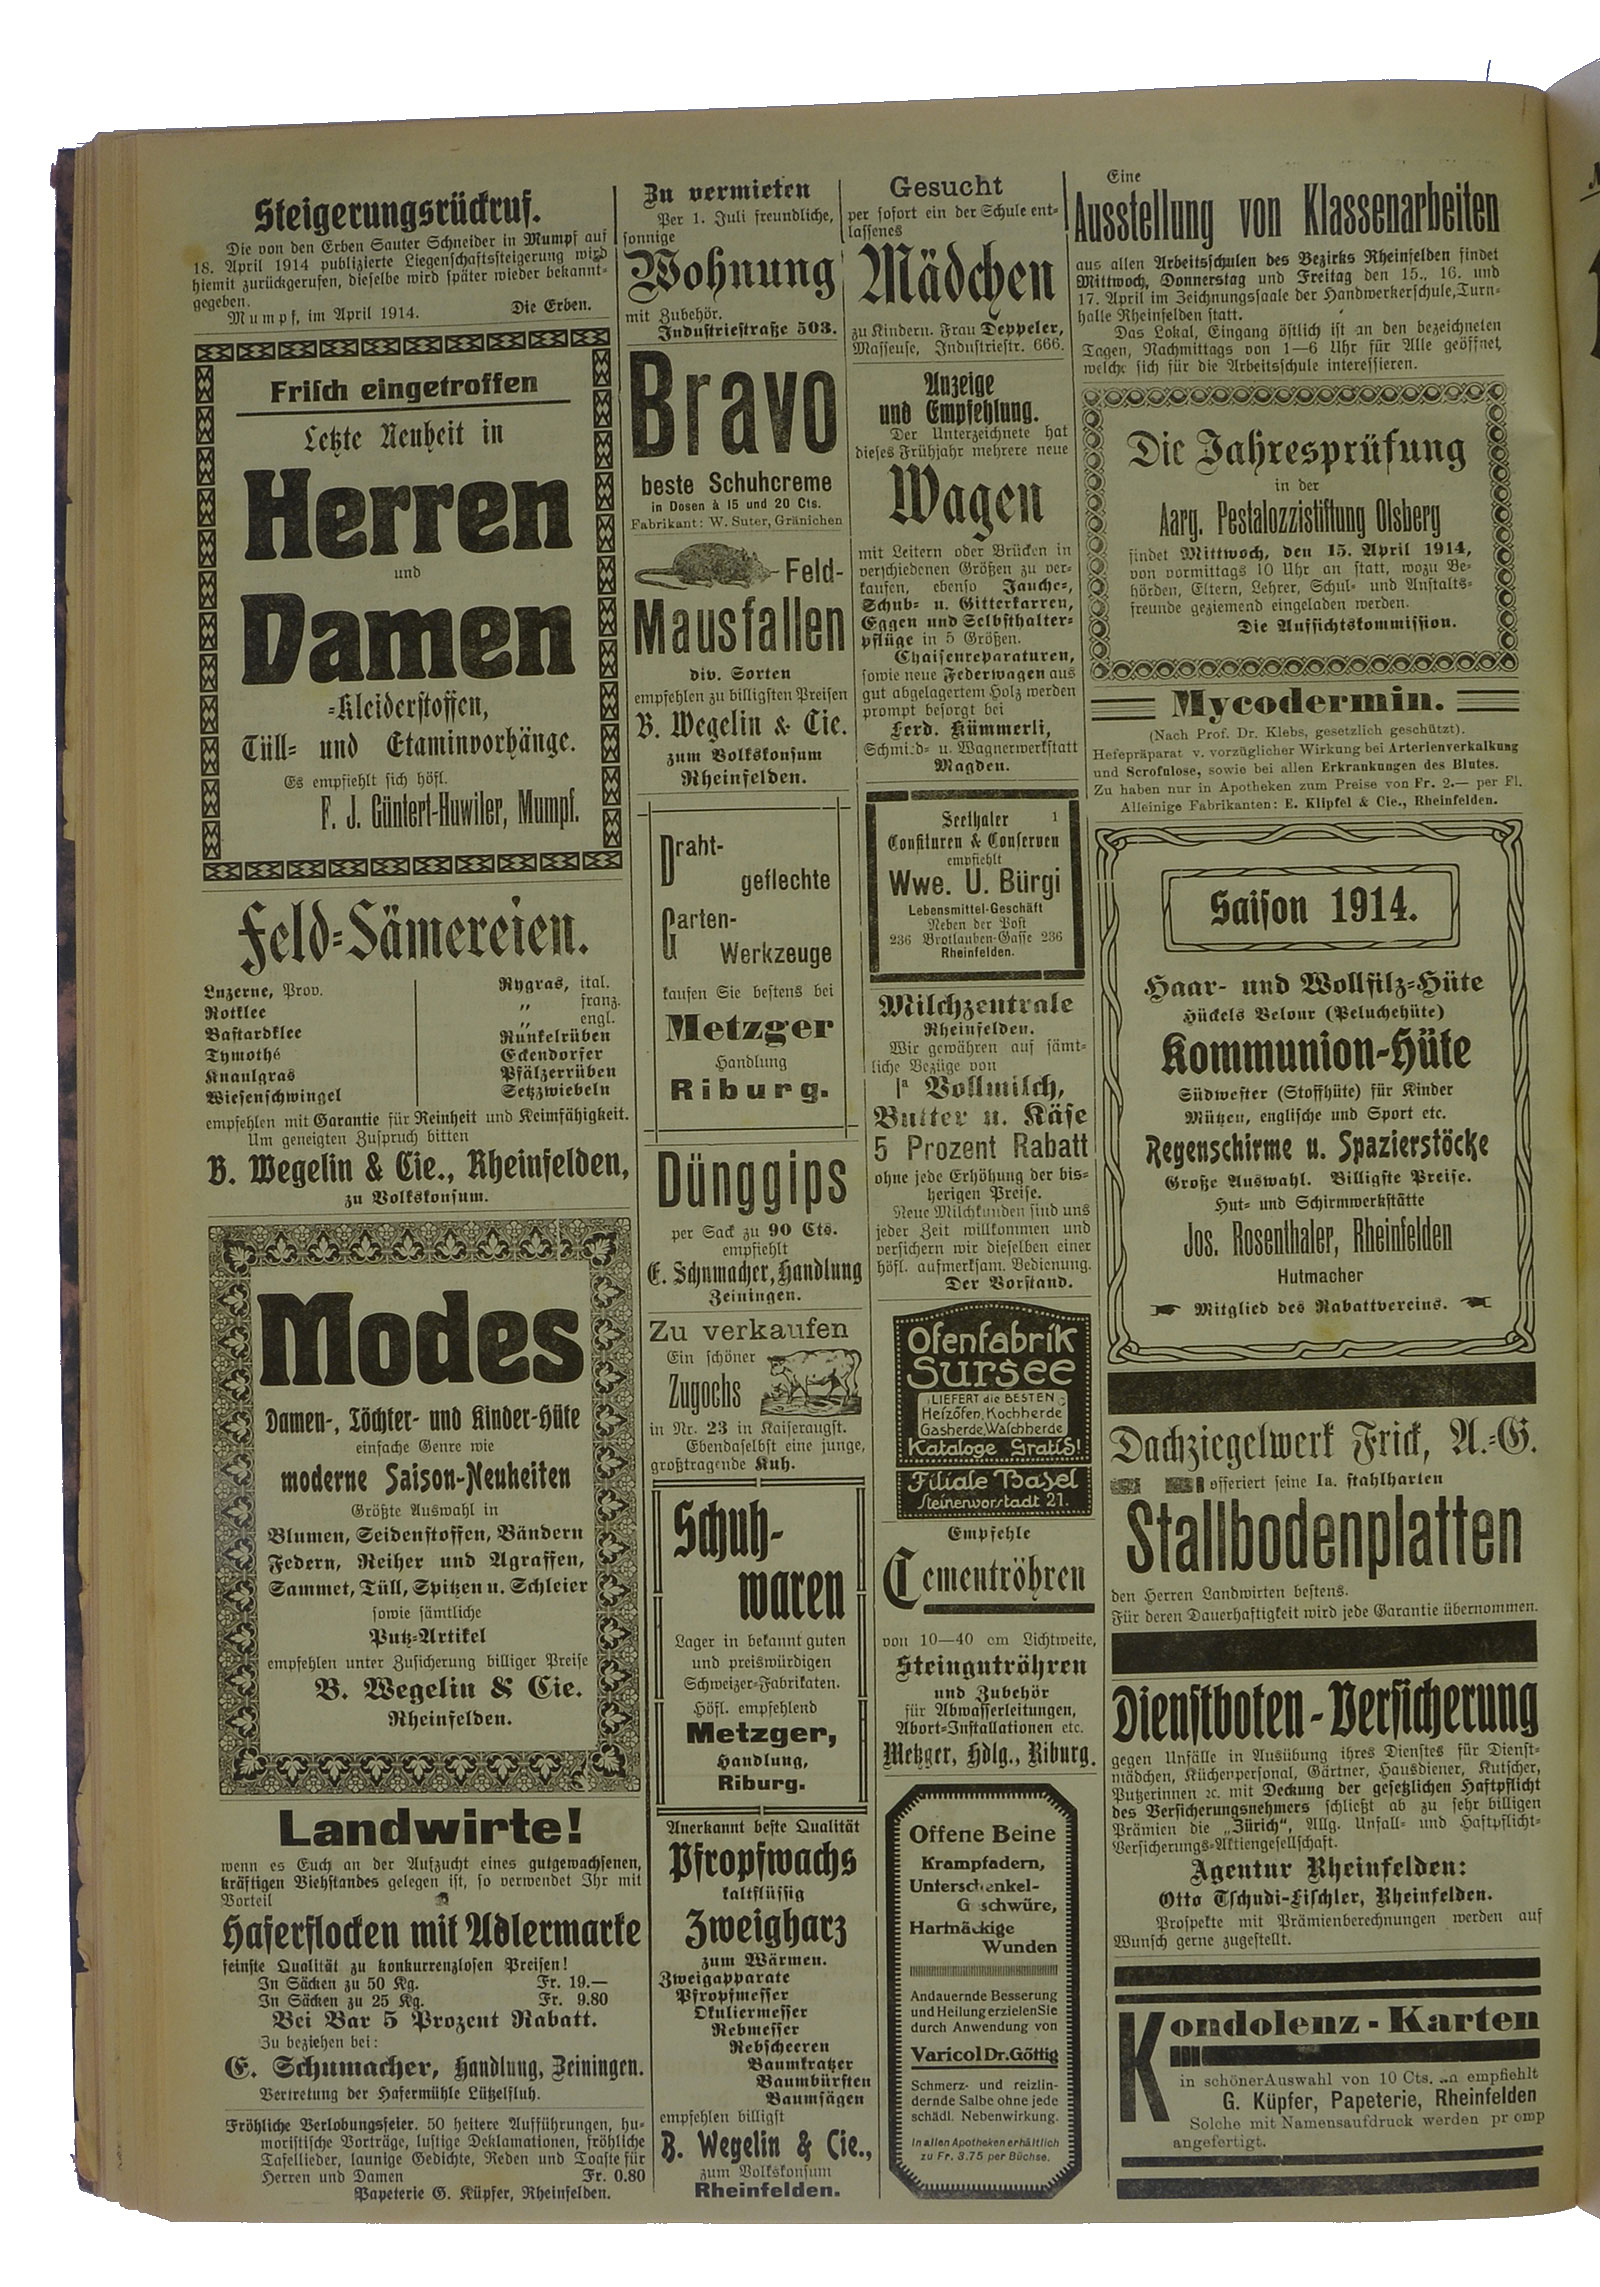 Steigerungsrückruf.
Die von den Erben Sauter Schneider in Mumpf auf
18. April 1914 publizierte Liegenschaftssteigerung wird
hiemit zurückgerufen, dieselbe wird später wieder bekannt-
gegeben.
Mumpf, im April 1914. Die Erben.
Frisch eingetroffen
Letzte Neuheit in
Herren
und
Damen
-Kleiderstoffen,
Tüll- und Etaminvorhänge.
Es empfiehlt sich höfl.
F. J. Güntert-Huwiler, Mumpf.
Feld-Sämereien.
Luzerne, Prov.
Rotklee
Bastardklee
Tymothé
Knaulgras
Wiesenschwingel
Rygras, ital.
„ franz.
„ engl.
Runkelrüben
Eckendorfer
Pfälzerrüben
Setzzwiebeln
empfehlen mit Garantie für Reinheit und Keimfähigkeit.
Um geneigten Zuspruch bitten
B. Wegelin & Cie., Rheinfelden,
zu Volkskonsum.
Modes
Damen-, Töchter- und Kinder-Hüte
einfache Genre wie
moderne Saison-Neuheiten
Größte Auswahl in
Blumen, Seidenstoffen, Bändern
Federn, Reiher und Agraffen,
Sammet, Tüll, Spitzen u. Schleier
sowie sämtliche
Putz-Artikel
empfehlen unter Zusicherung billiger Preise
B. Wegelin & Cie.
Rheinfelden.
Landwirte!
wenn es Euch an der Aufzucht eines gutgewachsenen,
kräftigen Viehstandes gelegen ist, so verwendet Ihr mit
Vorteil
Haferflocken mit Adlermarke
feinste Qualität zu konkurrenzlosen Preisen!
In Säcken zu 50 Kg. Fr. 19.—
In Säcken zu 25 Kg. Fr. 9.80
Bei Bar 5 Prozent Rabatt.
Zu beziehen bei:
E. Schumacher, Handlung, Zeiningen.
Vertretung der Hafermühle Lützelfluh.
Fröhliche Verlobungsfeier. 50 heitere Aufführungen, hu-
moristische Vorträge, lustige Deklamationen, fröhliche
Tafellieder, launige Gedichte, Reden und Toaste für
Herren und Damen Fr. 0.80
Papeterie G. Küpfer, Rheinfelden.
Zu vermieten
Per 1. Juli freundliche,
sonnige
Wohnung
mit Zubehör.
Industriestraße 503.
Bravo
beste Schuhcreme
in Dosen à 15 und 20 Cts.
Fabrikant: W. Suter, Gränichen
Feld-
Mausfallen
div. Sorten
empfehlen zu billigsten Preisen
B. Wegelin & Cie.
zum Volkskonsum
Rheinfelden.
Draht-
geflechte
Garten-
Werkzeuge
kaufen Sie bestens bei
Metzger
Handlung
Riburg.
Dünggips
per Sack zu 90 Cts.
empfiehlt
E. Schumacher, Handlung
Zeiningen.
Zu verkaufen
Ein schöner
Zugochs
in Nr. 23 in Kaiseraugst.
Ebendaselbst eine junge,
großtragende Kuh.
Schuh-
waren
Lager in bekannt guten
und preiswürdigen
Schweizer-Fabrikaten.
Höfl. empfehlend
Metzger,
Handlung,
Riburg.
Anerkannt beste Qualität
Pfropfwachs
kaltflüssig
Zweigharz
zum Wärmen.
Zweigapparate
Pfropfmesser
Okuliermesser
Rebmesser
Rebscheeren
Baumkratzer
Baumbürsten
Baumsägen
empfehlen billigst
B. Wegelin & Cie.,
zum Volkskonsum
Rheinfelden.
Gesucht
per sofort ein der Schule ent-
lassenes
Mädchen
zu Kindern. Frau Deppeler,
Masseuse, Industriestr. 666.
Anzeige
und Empfehlung.
Der Unterzeichnete hat
dieses Frühjahr mehrere neue
Wagen
mit Leitern oder Brücken in
verschiedenen Größen zu ver-
kaufen, ebenso Jauche-,
Schub- u. Gitterkarren,
Eggen und Selbsthalter-
pflüge in 5 Größen.
Chaisenreparaturen,
sowie neue Federwagen aus
gut abgelagertem Holz werden
prompt besorgt bei
Ferd. Kümmerli,
Schmied- u. Wagnerwerkstatt
Magden.
Seethaler 1
Confituren & Conserven
empfiehlt
Wwe. U. Bürgi
Lebensmittel-Geschäft
Neben der Post
236 Brotlauben-Gasse 236
Rheinfelden.
Milchzentrale
Rheinfelden.
Wir gewähren auf sämt-
liche Bezüge von
Ia Vollmilch,
Butter u. Käse
5 Prozent Rabatt
ohne jede Erhöhung der bis-
herigen Preise.
Neue Milchkunden sind uns
jeder Zeit willkommen und
versichern wir dieselben einer
höfl. aufmerksam. Bedienung.
Der Vorstand.
Ofenfabrik
Sursee
LIEFERT die BESTEN
Heizöfen, Kochherde
Gasherde, Waschherde
Kataloge Gratis!
Filiale Basel
Steinenvorstadt 21.
Empfehle
Cementröhren
von 10—40 cm Lichtweite,
Steingutröhren
und Zubehör
für Abwasserleitungen,
Abort-Installationen etc.
Metzger, Hdlg., Riburg.
Offene Beine
Krampfadern,
Unterschenkel-
Geschwüre,
Hartnäckige
Wunden
Andauernde Besserung
und Heilung erzielen Sie
durch Anwendung von
Varicol Dr. Göttig
Schmerz- und reizlin-
dernde Salbe ohne jede
schädl. Nebenwirkung.
In allen Apotheken erhältlich
zu Fr. 3.75 per Büchse.
Eine
Ausstellung von Klassenarbeiten
aus allen Arbeitsschulen des Bezirks Rheinfelden findet
Mittwoch, Donnerstag und Freitag den 15., 16. und
17. April im Zeichnungssaale der Handwerkerschule, Turn-
halle Rheinfelden statt.
Das Lokal, Eingang östlich ist an den bezeichneten
Tagen, Nachmittags von 1—6 Uhr für Alle geöffnet,
welche sich für die Arbeitsschule interessieren.
Die Jahresprüfung
in der
Aarg. Pestalozzistiftung Olsberg
findet Mittwoch, den 15. April 1914,
von vormittags 10 Uhr an statt, wozu Be-
hörden, Eltern, Lehrer, Schul- und Anstalts-
freunde geziemend eingeladen werden.
Die Aufsichtskommission.
Mycodermin.
(Nach Prof. Dr. Klebs, gesetzlich geschützt).
Hefepräparat v. vorzüglicher Wirkung bei Arterienverkalkung
und Scrofulose, sowie bei allen Erkrankungen des Blutes.
Zu haben nur in Apotheken zum Preise von Fr. 2.— per Fl.
Alleinige Fabrikanten: E. Klipfel & Cie., Rheinfelden.
Saison 1914.
Haar- und Wollfilz-Hüte
Hückels Velour (Peluchehüte)
Kommunion-Hüte
Südwester (Stoffhüte) für Kinder
Mützen, englische und Sport etc.
Regenschirme u. Spazierstöcke
Große Auswahl. Billigste Preise.
Hut- und Schirmwerkstätte
Jos. Rosenthaler, Rheinfelden
Hutmacher
Mitglied des Rabattvereins.
Dachziegelwerk Frick, A.-G.
offeriert seine Ia. stahlharten
Stallbodenplatten
den Herren Landwirten bestens.
Für deren Dauerhaftigkeit wird jede Garantie übernommen.
Dienstboten-Versicherung
gegen Unfälle in Ausübung ihres Dienstes für Dienst-
mädchen, Küchenpersonal, Gärtner, Hausdiener, Kutscher,
Putzerinnen ꝛc. mit Deckung der gesetzlichen Haftpflicht
des Versicherungsnehmers schließt ab zu sehr billigen
Prämien die „Zürich“, Allg. Unfall- und Haftpflicht-
Versicherungs-Aktiengesellschaft.
Agentur Rheinfelden:
Otto Tschudi-Lischler, Rheinfelden.
Prospekte mit Prämienberechnungen werden auf
Wunsch gerne zugestellt.
Kondolenz-Karten
in schöner Auswahl von 10 Cts. an empfiehlt
G. Küpfer, Papeterie, Rheinfelden
Solche mit Namensaufdruck werden prompt
angefertigt.